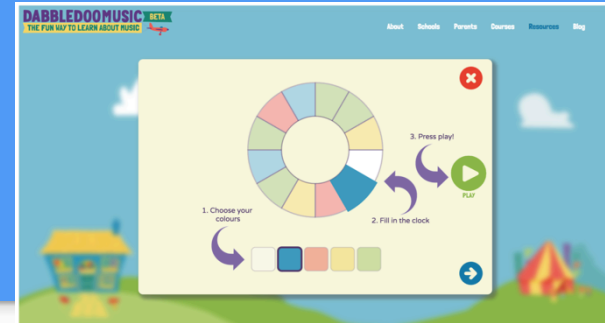 DABBLEDOOMUSIC BETA
THE FUN WAY TO LEARN ABOUT MUSIC
About Schools Parents Courses Resources Blog
3. Press play!
PLAY
1. Choose your
colours
2. Fill in the clock